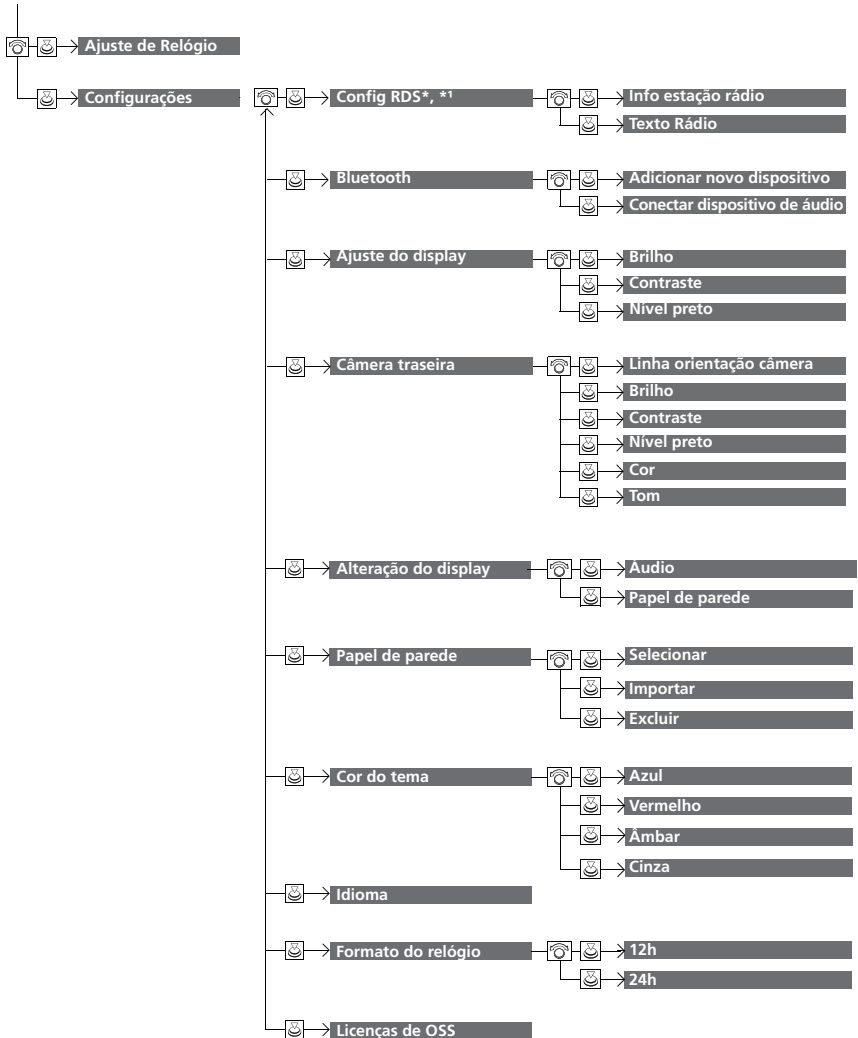 Ajuste de Relógio
Configurações
Config RDS*, *1
Info estação rádio
Texto Rádio
Bluetooth
Adicionar novo dispositivo
Conectar dispositivo de áudio
Ajuste do display
Brilho
Contraste
Nível preto
Câmera traseira
Linha orientação câmera
Brilho
Contraste
Nível preto
Cor
Tom
Alteração do display
Áudio
Papel de parede
Papel de parede
Selecionar
Importar
Excluir
Cor do tema
Azul
Vermelho
Âmbar
Cinza
Idioma
Formato do relógio
12h
24h
Licenças de OSS